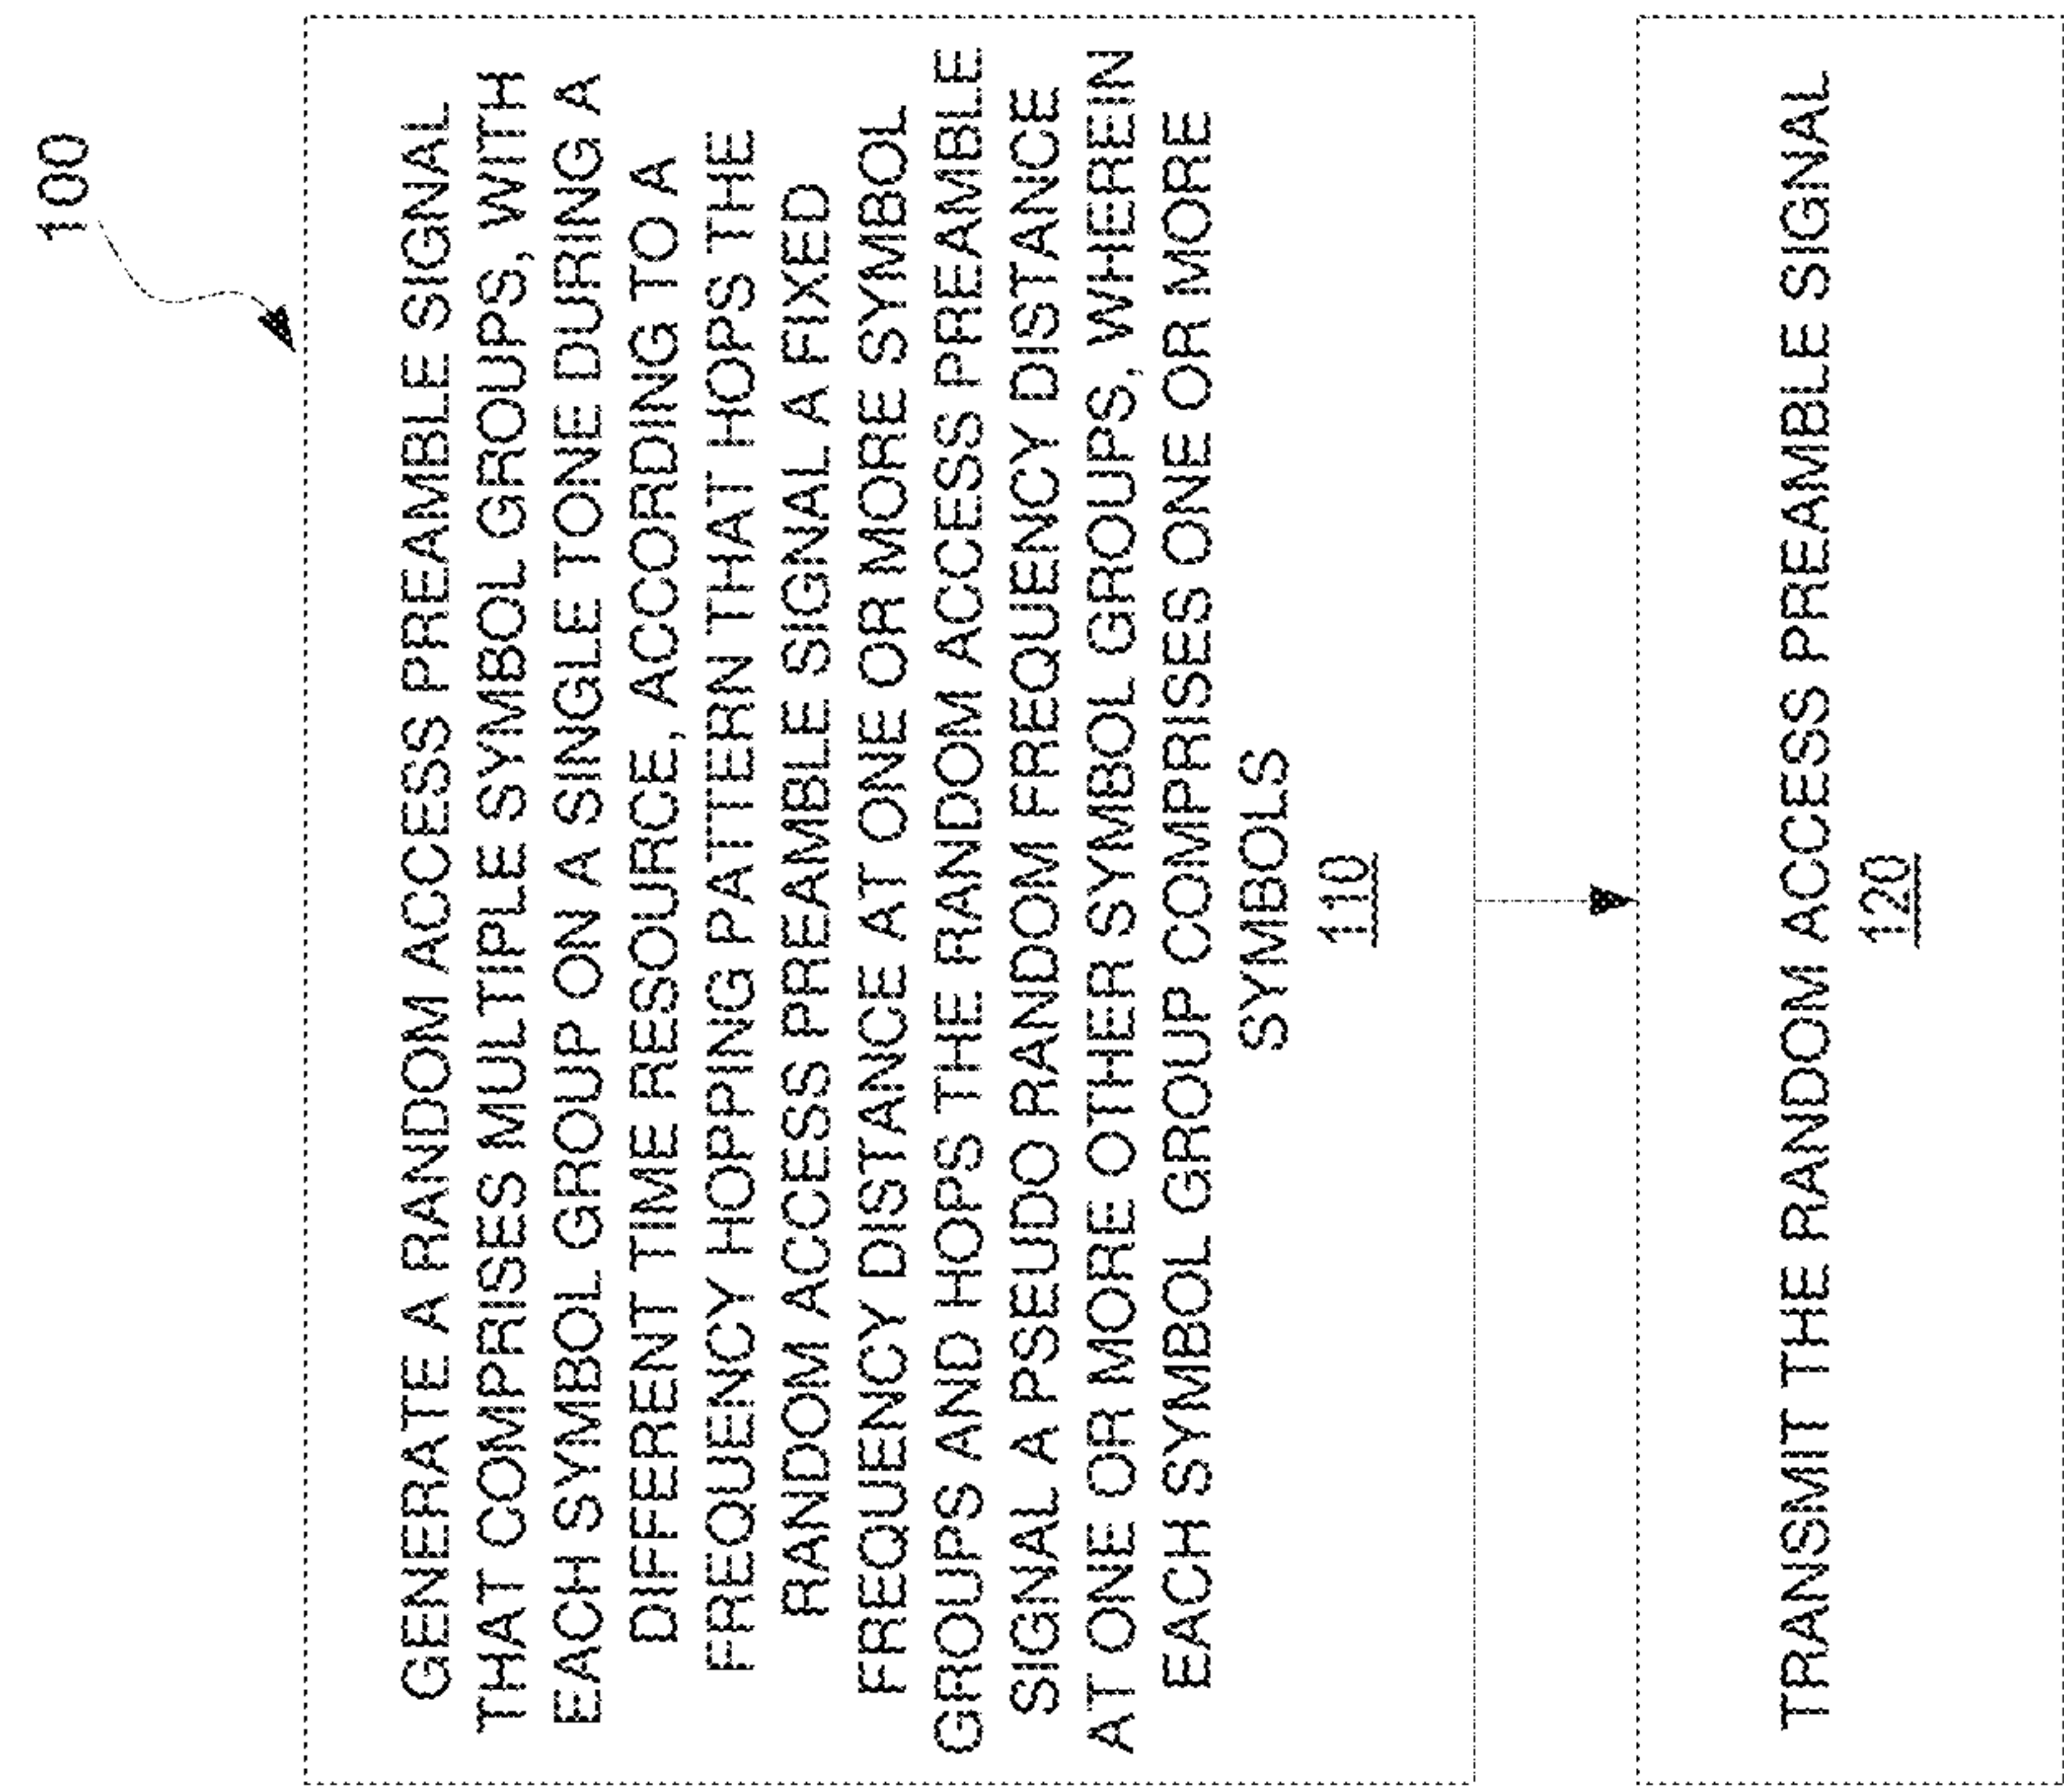 100
GENERATE A RANDOM ACCESS PREAMBLE SIGNAL
THAT COMPRISES MULTIPLE SYMBOL GROUPS, WITH
EACH SYMBOL GROUP ON A SINGLE TONE DURING A
DIFFERENT TIME RESOURCE, ACCORDING TO A
FREQUENCY HOPPING PATTERN THAT HOPS THE
RANDOM ACCESS PREAMBLE SIGNAL A FIXED
FREQUENCY DISTANCE AT ONE OR MORE SYMBOL
GROUPS AND HOPS THE RANDOM ACCESS PREAMBLE
SIGNAL A PSEUDO RANDOM FREQUENCY DISTANCE
AT ONE OR MORE OTHER SYMBOL GROUPS, WHEREIN
EACH SYMBOL GROUP COMPRISES ONE OR MORE
SYMBOLS
110
TRANSMIT THE RANDOM ACCESS PREAMBLE SIGNAL
120